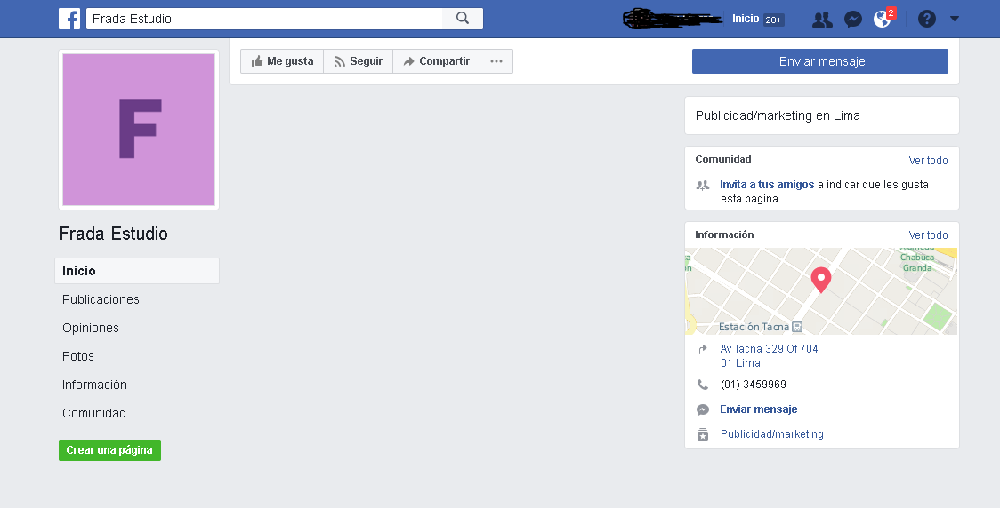 Frada Estudio
Inicio 20+
2
?
Me gusta
Seguir
Compartir
Enviar mensaje
F
Frada Estudio
Inicio
Publicaciones
Opiniones
Fotos
Información
Comunidad
Crear una página
Publicidad/marketing en Lima
Comunidad
Ver todo
Invita a tus amigos a indicar que les gusta
esta página
Información
Ver todo
Chabuca
Granda
Estación Tacna
Av Tacna 329 Of 704
01 Lima
(01) 3459969
Enviar mensaje
Publicidad/marketing